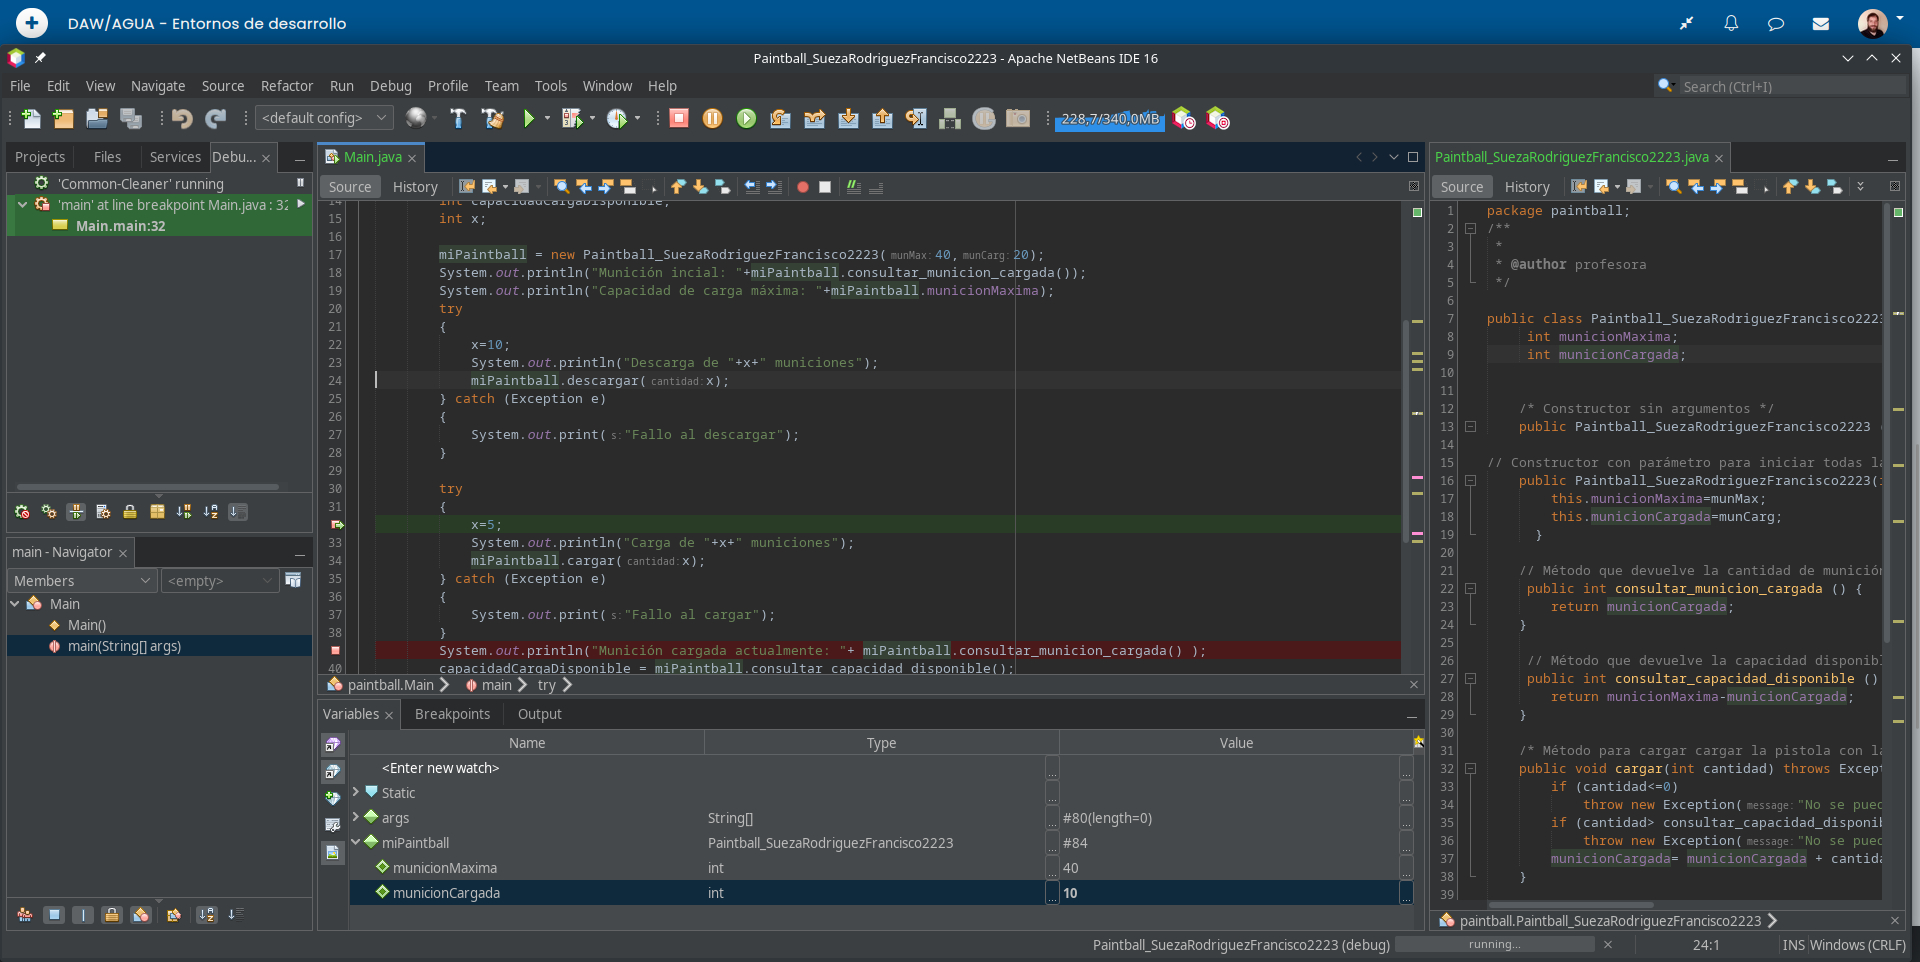 DAW/AGUA - Entornos de desarrollo
Paintball_SuezaRodriguezFrancisco2223 - Apache NetBeans IDE 16
File Edit View Navigate Source Refactor Run Debug Profile Team Tools Window Help
Search (Ctrl+I)
<default config>
228,7/340,0MB
Projects Files Services Debu...
'Common-Cleaner' running
'main' at line breakpoint Main.java : 32
Main.main:32
main - Navigator
Members <empty>
Main
Main()
main(String[] args)
Main.java
Source History
14 int capacidadCargaDisponible;
15 int x;
16
17 miPaintball = new Paintball_SuezaRodriguezFrancisco2223( munMax: 40, munCarg: 20);
18 System.out.println("Munición incial: "+miPaintball.consultar_municion_cargada());
19 System.out.println("Capacidad de carga máxima: "+miPaintball.municionMaxima);
20 try
21 {
22 x=10;
23 System.out.println("Descarga de "+x+" municiones");
24 miPaintball.descargar( cantidad: x);
25 } catch (Exception e)
26 {
27 System.out.print( s: "Fallo al descargar");
28 }
29
30 try
31 {
x=5;
33 System.out.println("Carga de "+x+" municiones");
34 miPaintball.cargar( cantidad: x);
35 } catch (Exception e)
36 {
37 System.out.print( s: "Fallo al cargar");
38 }
System.out.println("Munición cargada actualmente: "+ miPaintball.consultar_municion_cargada() );
40 capacidadCargaDisponible = miPaintball.consultar_capacidad_disponible();
paintball.Main main try
Variables Breakpoints Output
Name Type Value
<Enter new watch>
Static
args String[] #80(length=0)
miPaintball Paintball_SuezaRodriguezFrancisco2223 #84
municionMaxima int 40
municionCargada int 10
Paintball_SuezaRodriguezFrancisco2223.java
Source History
1 package paintball;
2 /**
3 *
4 * @author profesora
5 */
6
7 public class Paintball_SuezaRodriguezFrancisco2223
8 int municionMaxima;
9 int municionCargada;
10
11
12 /* Constructor sin argumentos */
13 public Paintball_SuezaRodriguezFrancisco2223 (
14
15 // Constructor con parámetro para iniciar todas la
16 public Paintball_SuezaRodriguezFrancisco2223(i
17 this.municionMaxima=munMax;
18 this.municionCargada=munCarg;
19 }
20
21 // Método que devuelve la cantidad de munición
22 public int consultar_municion_cargada () {
23 return municionCargada;
24 }
25
26 // Método que devuelve la capacidad disponibl
27 public int consultar_capacidad_disponible ()
28 return municionMaxima-municionCargada;
29 }
30
31 /* Método para cargar cargar la pistola con la
32 public void cargar(int cantidad) throws Except
33 if (cantidad<=0)
34 throw new Exception( message: "No se pued
35 if (cantidad> consultar_capacidad_disponib
36 throw new Exception( message: "No se pued
37 municionCargada= municionCargada + cantida
38 }
39
paintball.Paintball_SuezaRodriguezFrancisco2223
Paintball_SuezaRodriguezFrancisco2223 (debug) running... 24:1 INS Windows (CRLF)